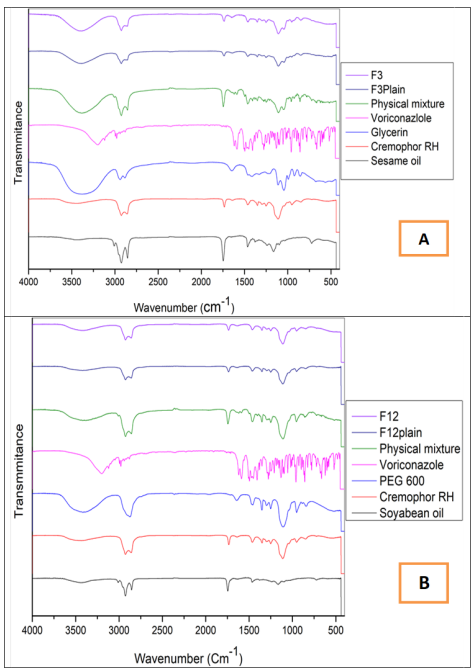 Transmmitance
F3
F3Plain
Physical mixture
Voriconazole
Glycerin
Cremophor RH
Sesame oil
A
4000 3500 3000 2500 2000 1500 1000 500
Wavenumber (cm-1)
Transmmitance
F12
F12plain
Physical mixture
Voriconazole
PEG 600
Cremophor RH
Soyabean oil
B
4000 3500 3000 2500 2000 1500 1000 500
Wavenumber (Cm-1)